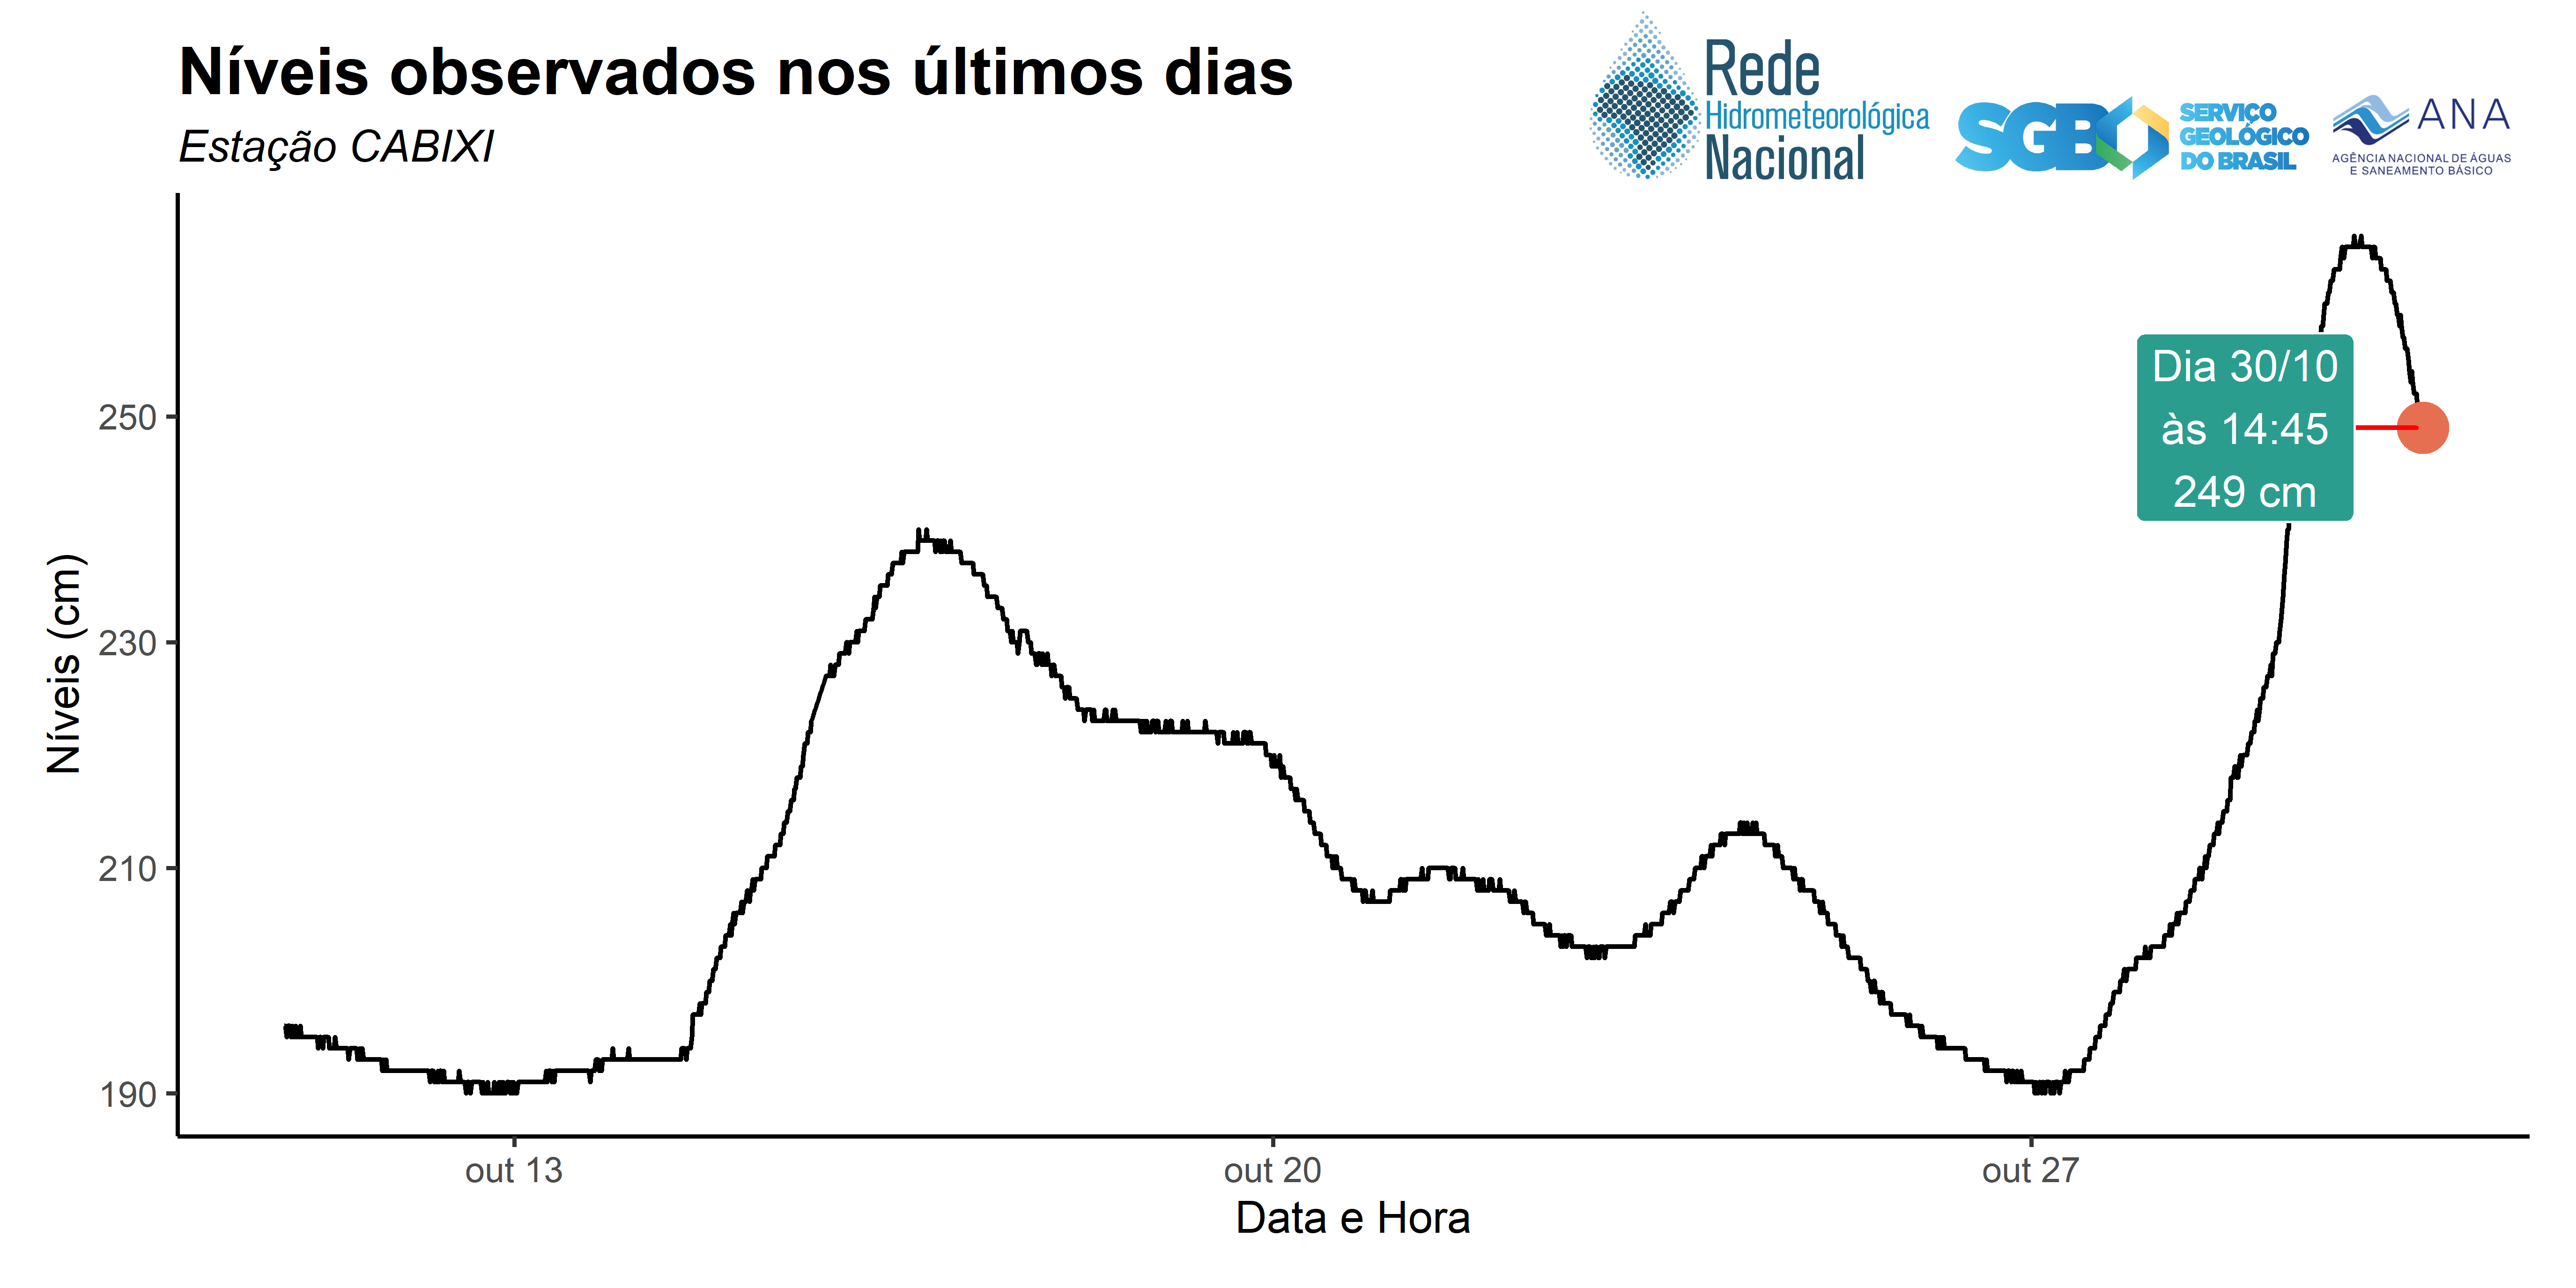 Níveis observados nos últimos dias
Estação CABIXI
Rede
Hidrometeorológica
Nacional
SGB
SERVIÇO
GEOLÓGICO
DO BRASIL
ANA
AGÊNCIA NACIONAL DE ÁGUAS
E SANEAMENTO BÁSICO
Níveis (cm)
250
230
210
190
Dia 30/10
às 14:45
249 cm
out 13
out 20
out 27
Data e Hora